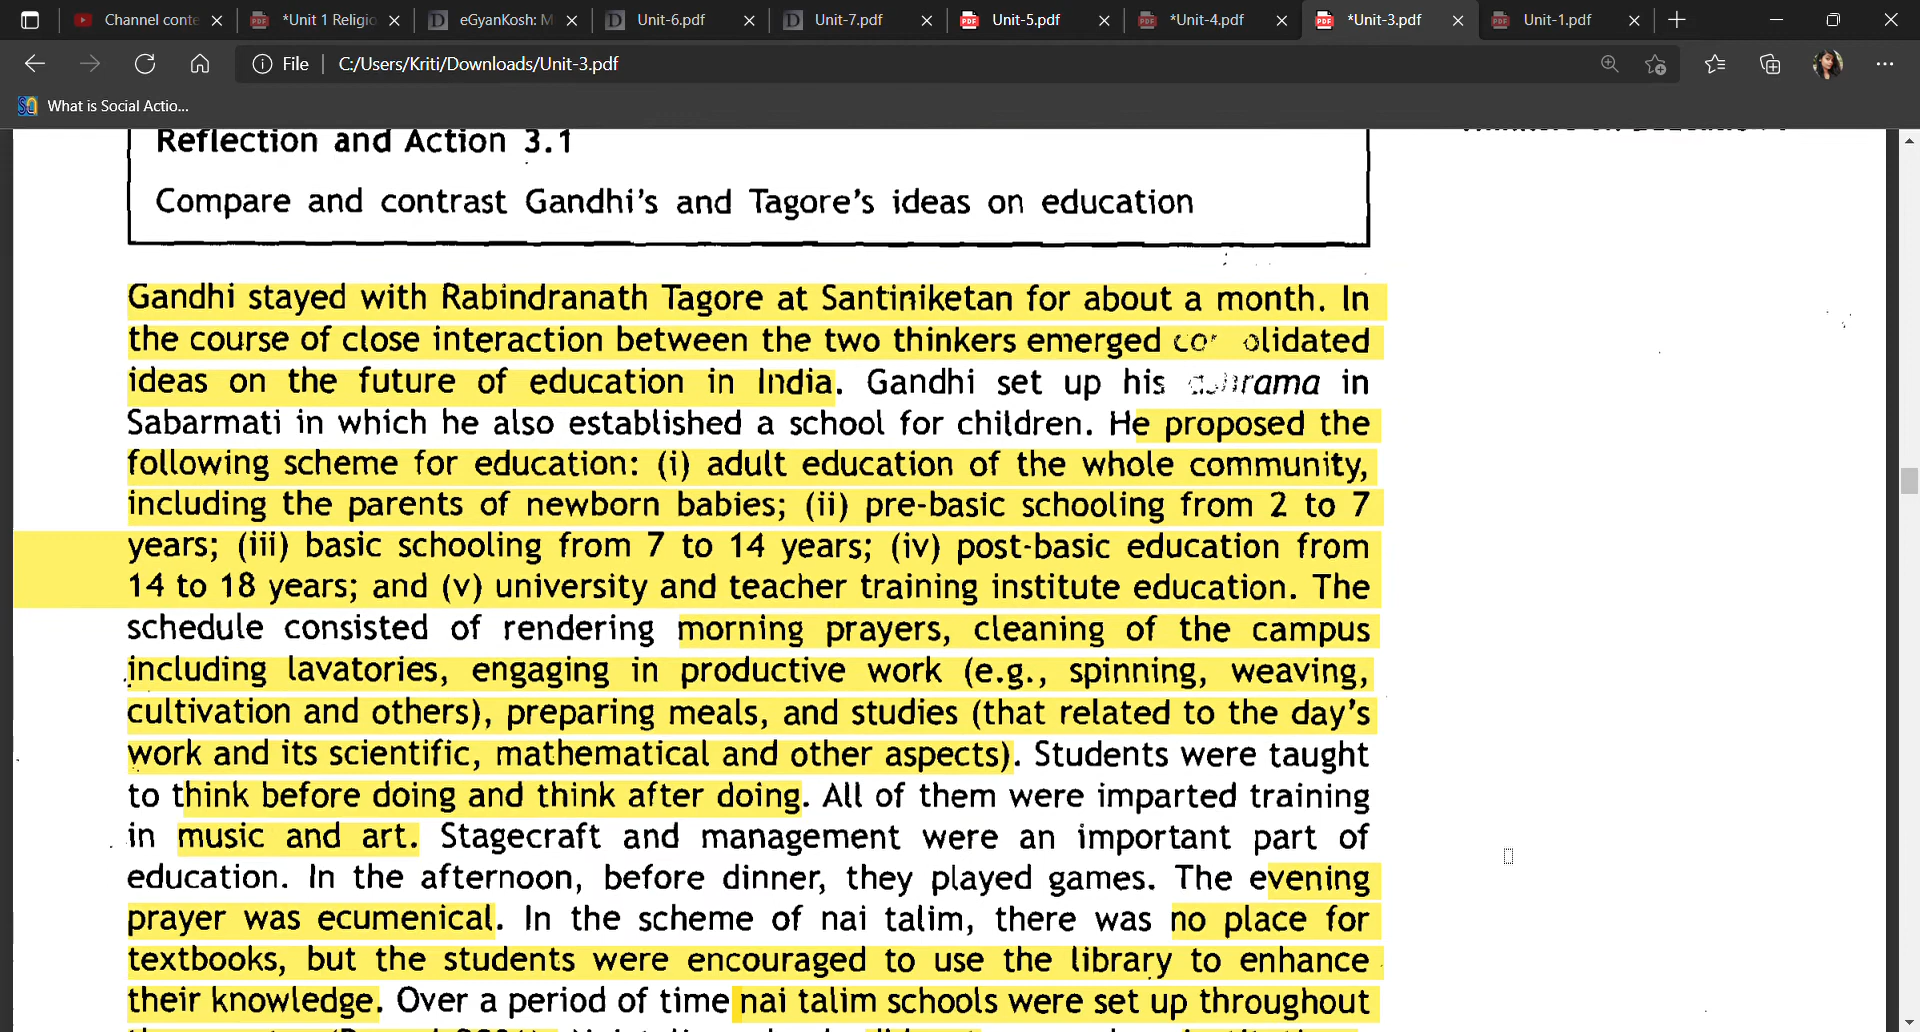 Channel conte
*Unit 1 Religio
eGyanKosh: M
Unit-6.pdf
Unit-7.pdf
Unit-5.pdf
*Unit-4.pdf
*Unit-3.pdf
Unit-1.pdf
File C:/Users/Kriti/Downloads/Unit-3.pdf
What is Social Actio...
Reflection and Action 3.1
Compare and contrast Gandhi's and Tagore's ideas on education
Gandhi stayed with Rabindranath Tagore at Santiniketan for about a month. In
the course of close interaction between the two thinkers emerged consolidated
ideas on the future of education in India. Gandhi set up his ashrama in
Sabarmati in which he also established a school for children. He proposed the
following scheme for education: (i) adult education of the whole community,
including the parents of newborn babies; (ii) pre-basic schooling from 2 to 7
years; (iii) basic schooling from 7 to 14 years; (iv) post-basic education from
14 to 18 years; and (v) university and teacher training institute education. The
schedule consisted of rendering morning prayers, cleaning of the campus
including lavatories, engaging in productive work (e.g., spinning, weaving,
cultivation and others), preparing meals, and studies (that related to the day's
work and its scientific, mathematical and other aspects). Students were taught
to think before doing and think after doing. All of them were imparted training
in music and art. Stagecraft and management were an important part of
education. In the afternoon, before dinner, they played games. The evening
prayer was ecumenical. In the scheme of nai talim, there was no place for
textbooks, but the students were encouraged to use the library to enhance
their knowledge. Over a period of time nai talim schools were set up throughout